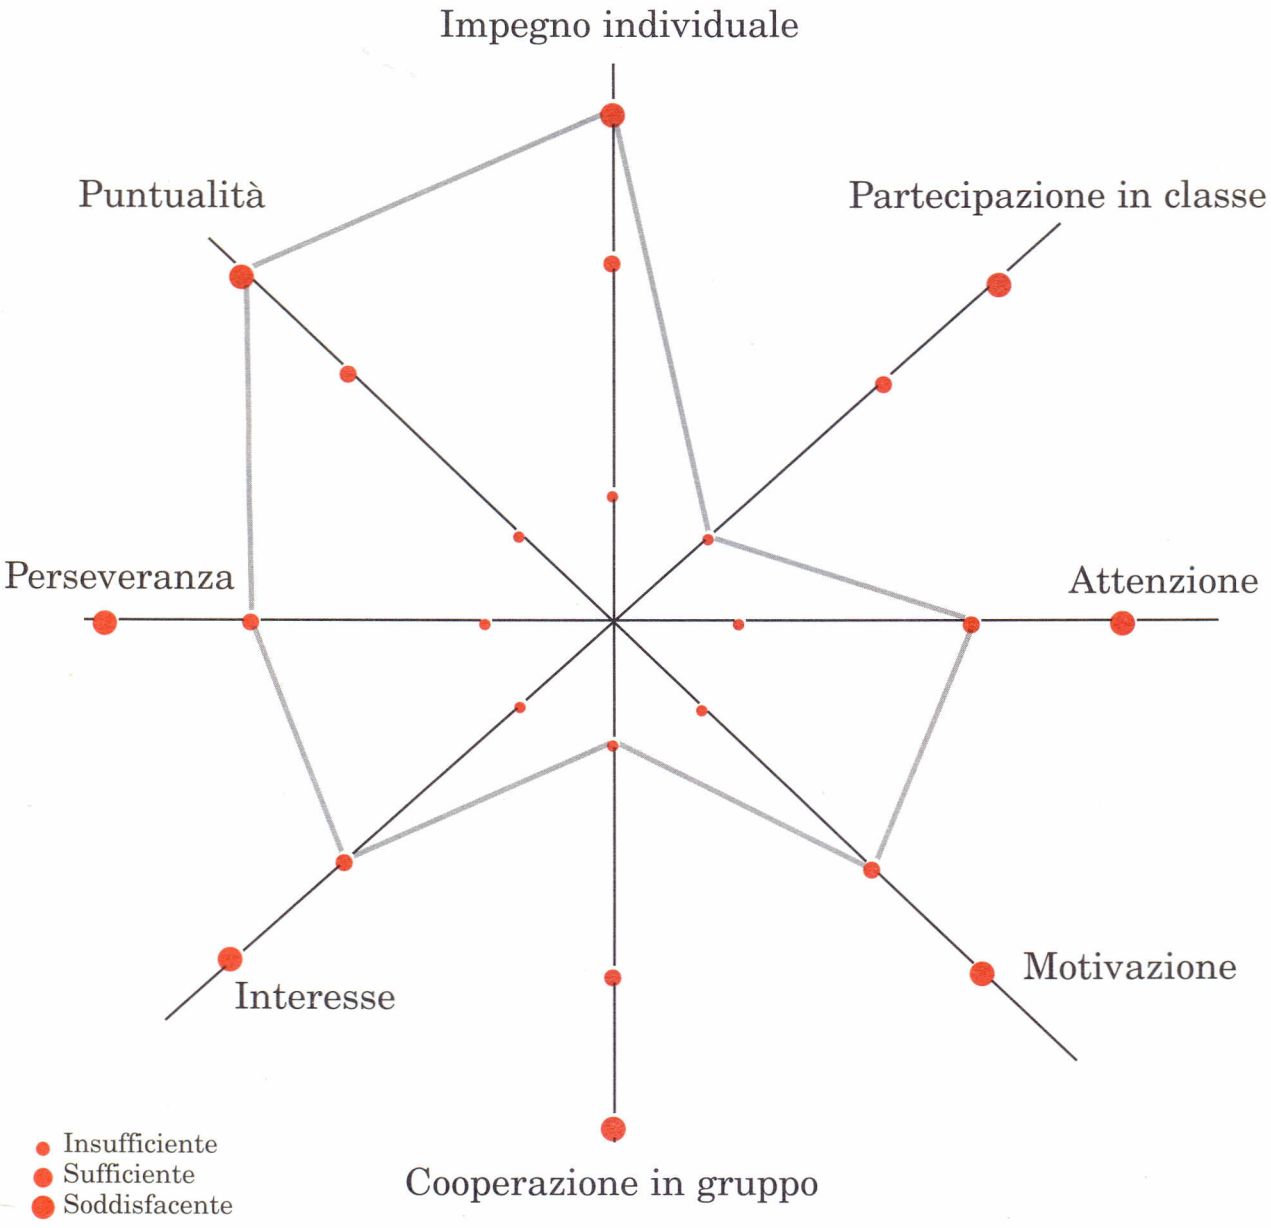 Impegno individuale
Puntualità
Partecipazione in classe
Perseveranza
Attenzione
Interesse
Motivazione
Cooperazione in gruppo
Insufficiente
Sufficiente
Soddisfacente